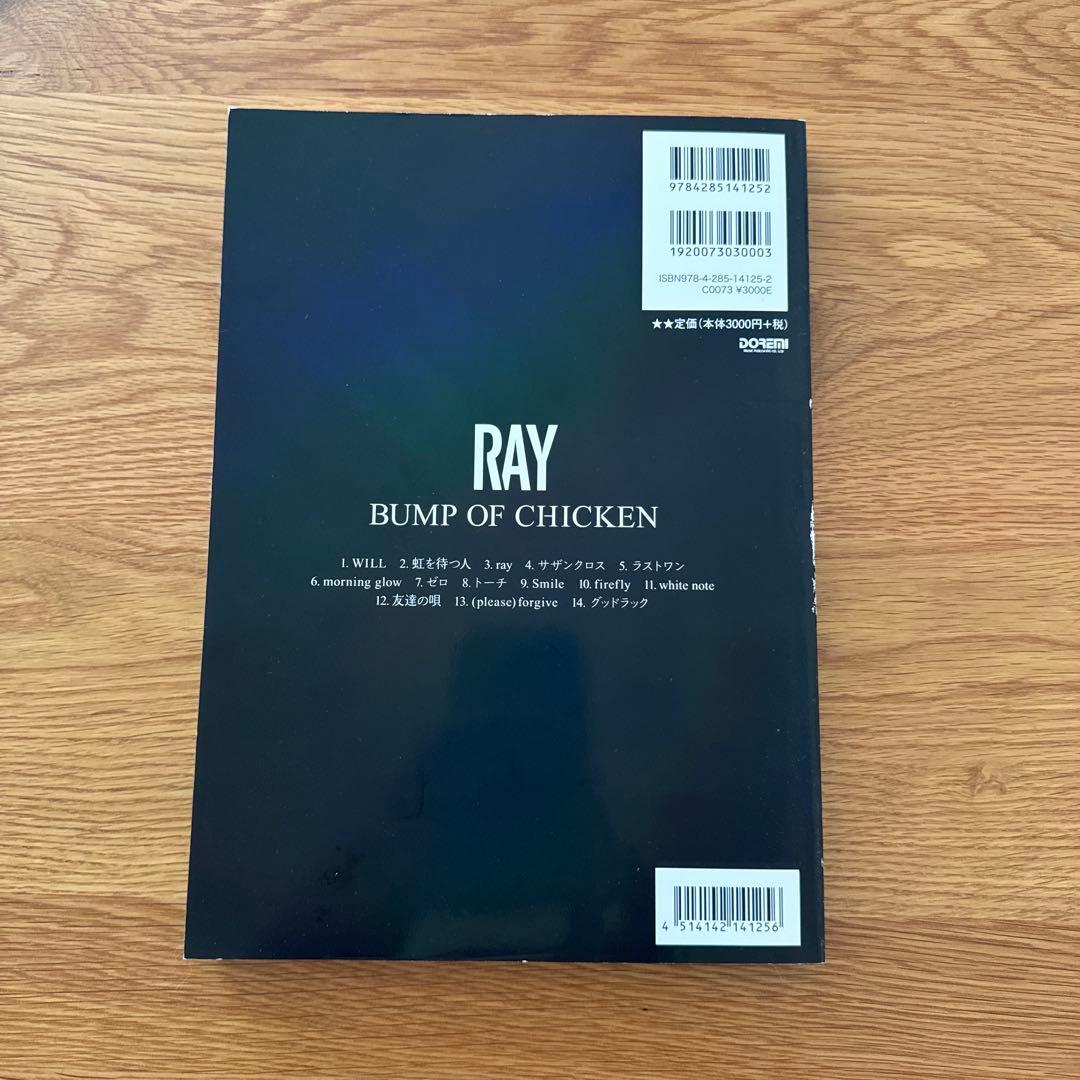 9784285141252
1920073030003
ISBN978-4-285-14125-2
C0073 ¥3000E
★★定価(本体3000円+税)
DOREMI
RAY
BUMP OF CHICKEN
1. WILL 2. 虹を待つ人 3. ray 4. サザンクロス 5. ラストワン
6. morning glow 7. ゼロ 8. トーチ 9. Smile 10. firefly 11. white note
12. 友達の唄 13. (please) forgive 14. グッドラック
4 514142 141256